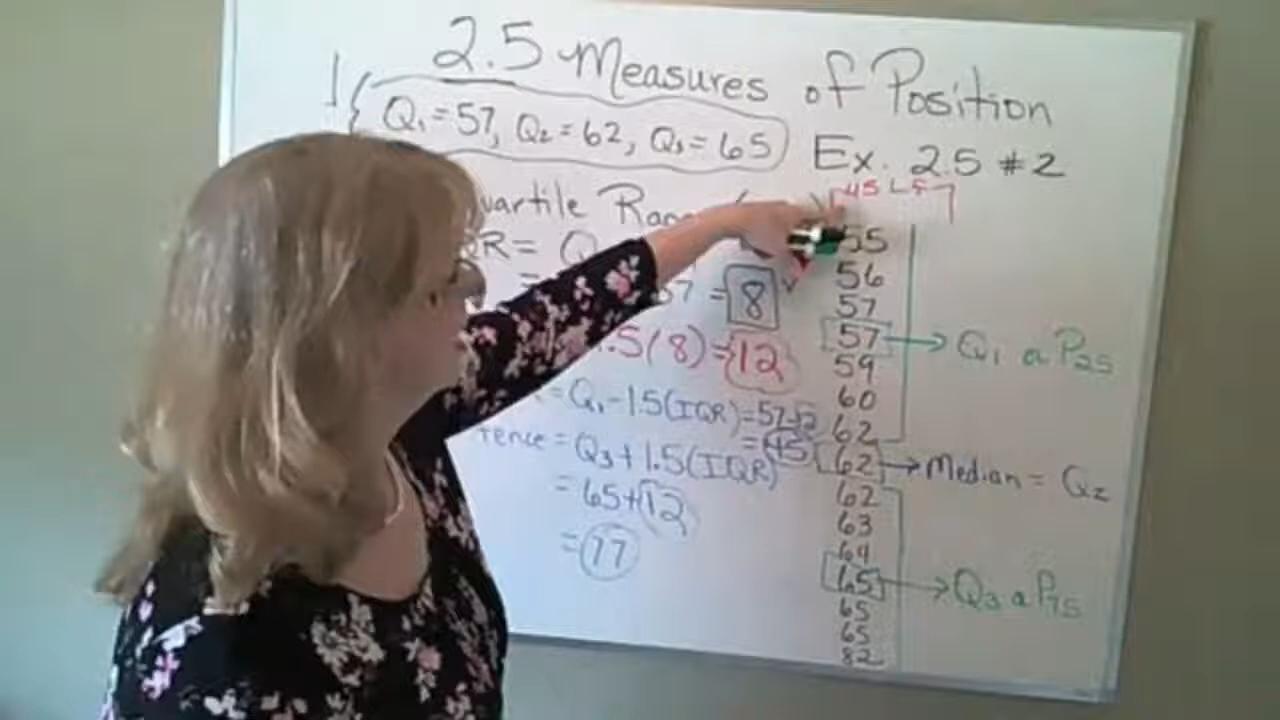 2.5 Measures of Position
Q₁=57, Q₂=62, Q₃=65
Ex. 2.5 #2
uartile
QR= Q
= 8
1.5(8)=12
=Q₁-1.5(IQR)=57-12
=45
fence = Q₃+1.5(IQR)
= 65+12
=77
45 L F
55
56
57
57 → Q₁ a P25
59
60
62
62 → Median = Q₂
62
63
64
65 → Q₃ a P75
65
65
82